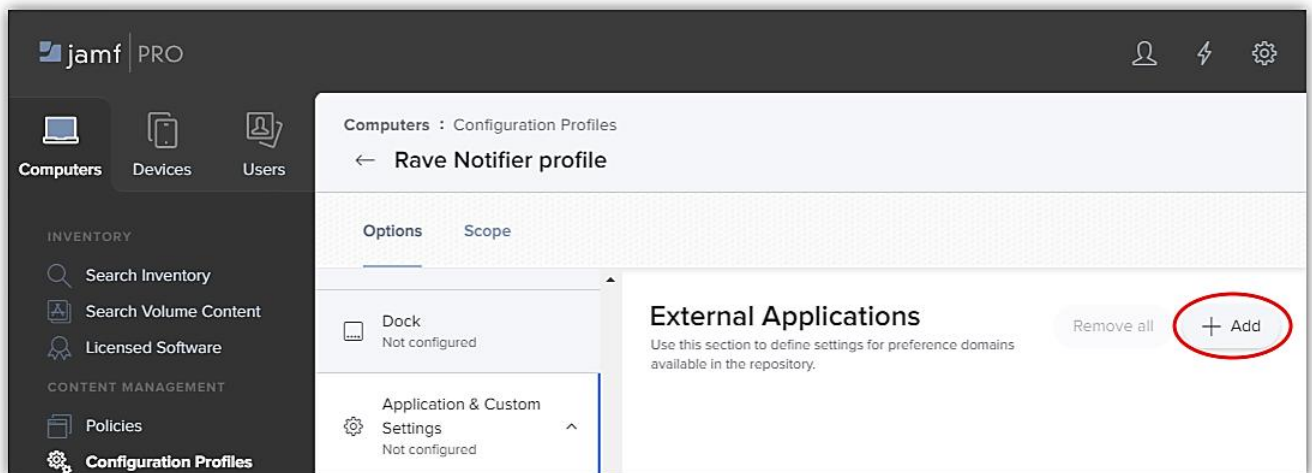 jamf PRO
Computers
Devices
Users
INVENTORY
Search Inventory
Search Volume Content
Licensed Software
CONTENT MANAGEMENT
Policies
Configuration Profiles
Computers : Configuration Profiles
← Rave Notifier profile
Options
Scope
Dock
Not configured
Application & Custom
Settings
Not configured
External Applications
Use this section to define settings for preference domains
available in the repository.
Remove all
+ Add